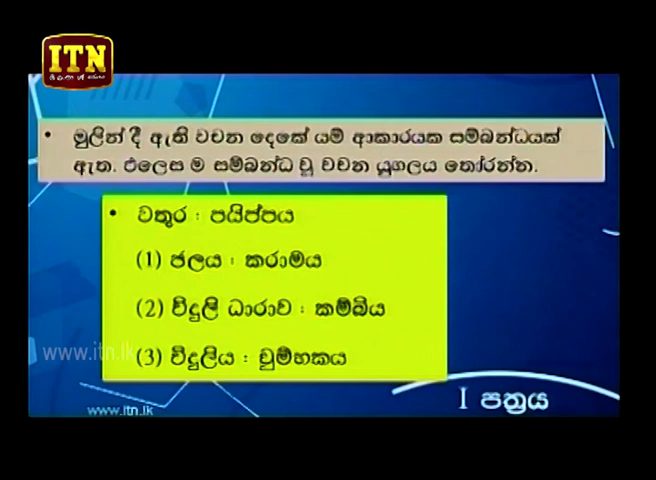 ITN
• මුලින් දී ඇති වචන දෙකේ යම් ආකාරයක සම්බන්ධයක්
ඇත. එලෙස ම සම්බන්ධ වූ වචන යුගලය තෝරන්න.
• වතුර : පයිප්පය
(1) ජලය : කරාමය
(2) විදුලි ධාරාව : කම්බිය
www.itn.lk
(3) විදුලිය : චුම්භකය
I පත්‍රය
www.itn.lk